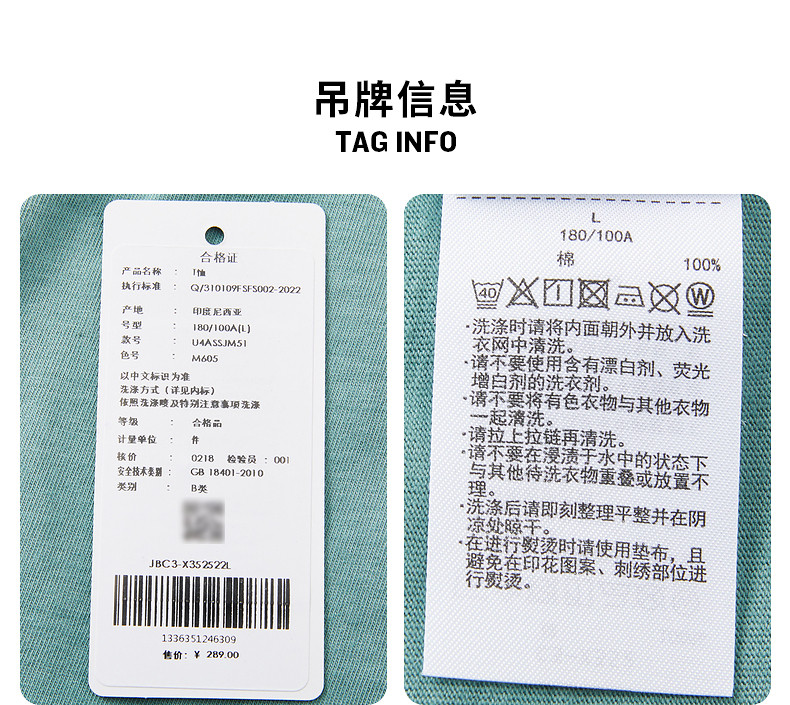 吊牌信息
TAG INFO
合格证
产品名称 : T恤
执行标准 : Q/310109FSFS002-2022
产地 : 印度尼西亚
号型 : 180/100A(L)
款号 : U4ASSJM51
色号 : M605
以中文标识为准
洗涤方式（详见内标）
依照洗涤唛及特别注意事项洗涤
等级 : 合格品
计量单位 : 件
核价 : 0218 检验员 : 001
安全技术类别 : GB 18401-2010
类别 : B类
JBC3-X352522L
1336351246309
售价: ¥ 289.00
L
180/100A
棉 100%
40
W
·洗涤时请将内面朝外并放入洗
衣网中清洗。
·请不要使用含有漂白剂、荧光
增白剂的洗衣剂。
·请不要将有色衣物与其他衣物
一起清洗。
·请拉上拉链再清洗。
·请不要在浸渍于水中的状态下
与其他待洗衣物重叠或放置不
理。
·洗涤后请即刻整理平整并在阴
凉处晾干。
·在进行熨烫时请使用垫布，且
避免在印花图案、刺绣部位进
行熨烫。